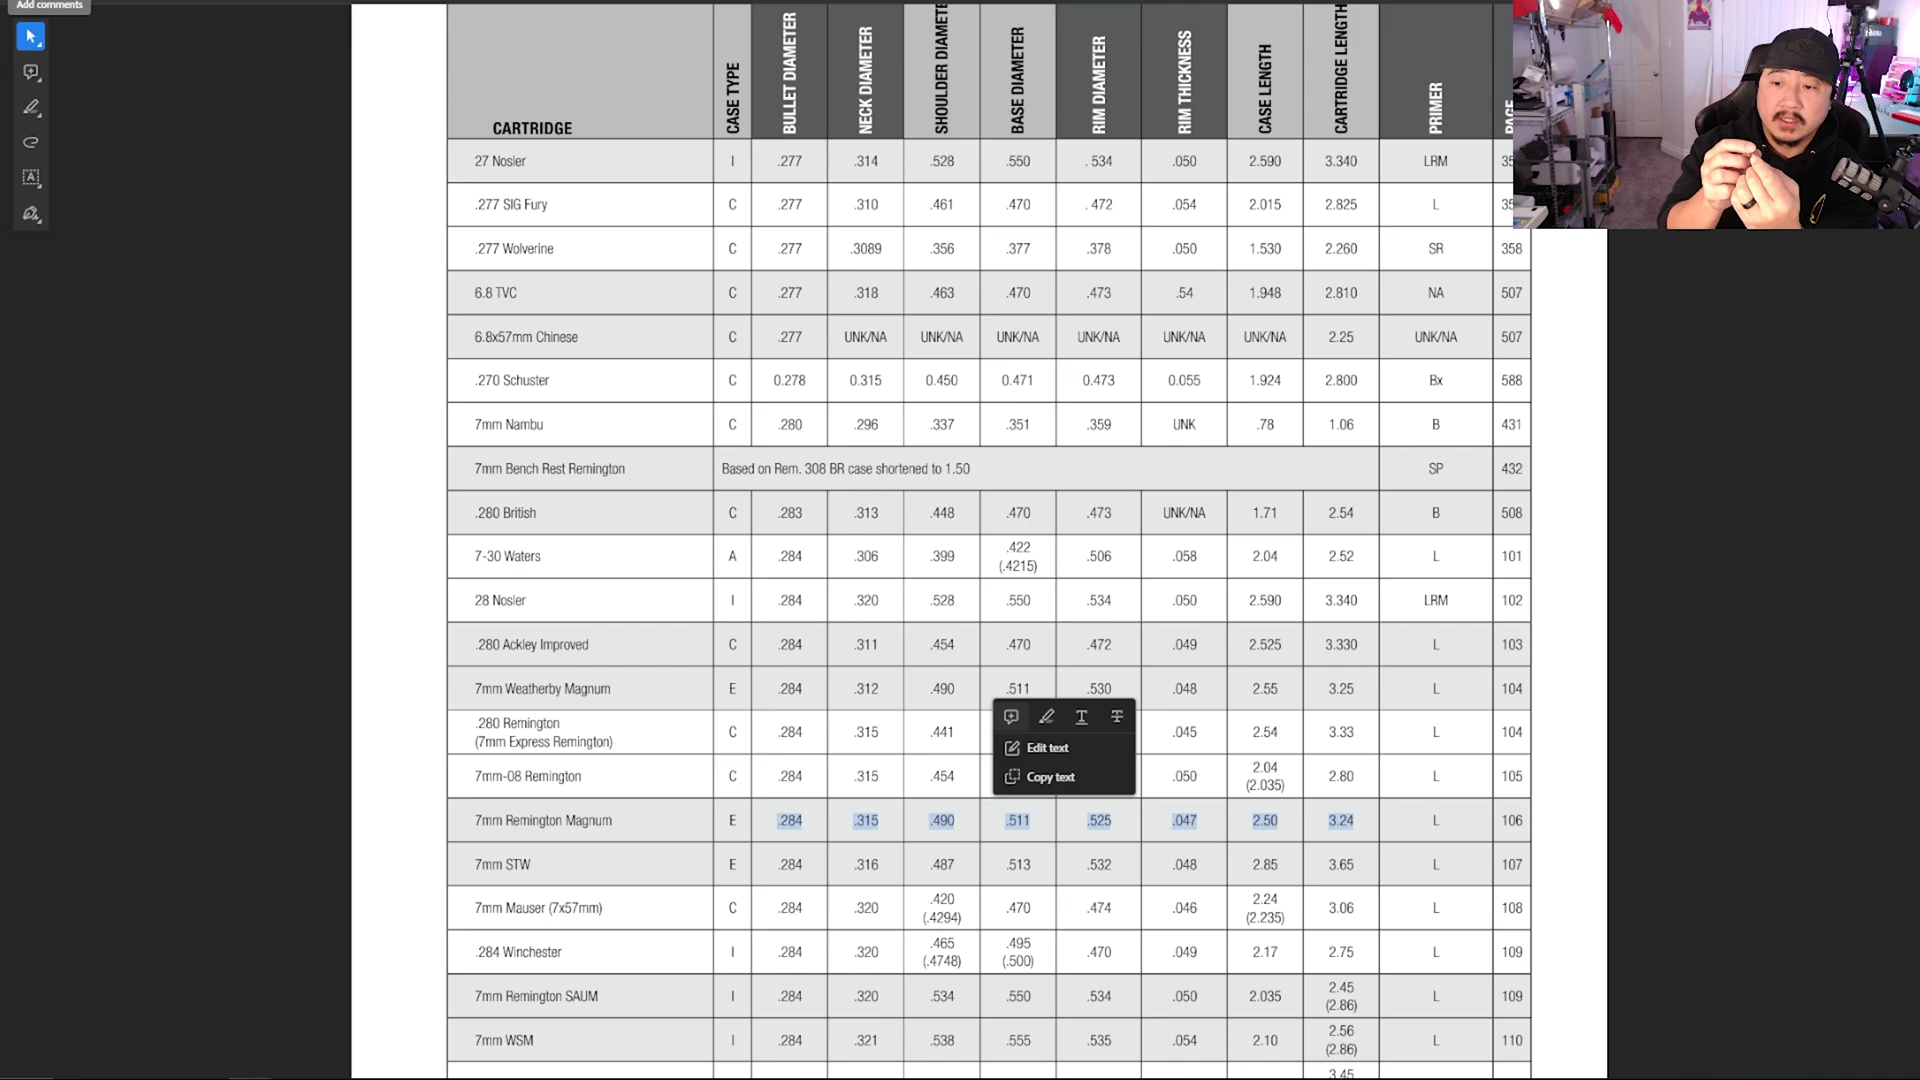 Add comments
CARTRIDGE CASE TYPE BULLET DIAMETER NECK DIAMETER SHOULDER DIAMETE BASE DIAMETER RIM DIAMETER RIM THICKNESS CASE LENGTH CARTRIDGE LENGTH PRIMER
27 Nosler I .277 .314 .528 .550 . 534 .050 2.590 3.340 LRM 35
.277 SIG Fury C .277 .310 .461 .470 . 472 .054 2.015 2.825 L 35
.277 Wolverine C .277 .3089 .356 .377 .378 .050 1.530 2.260 SR 358
6.8 TVC C .277 .318 .463 .470 .473 .54 1.948 2.810 NA 507
6.8x57mm Chinese C .277 UNK/NA UNK/NA UNK/NA UNK/NA UNK/NA UNK/NA 2.25 UNK/NA 507
.270 Schuster C 0.278 0.315 0.450 0.471 0.473 0.055 1.924 2.800 Bx 588
7mm Nambu C .280 .296 .337 .351 .359 UNK .78 1.06 B 431
7mm Bench Rest Remington Based on Rem. 308 BR case shortened to 1.50 SP 432
.280 British C .283 .313 .448 .470 .473 UNK/NA 1.71 2.54 B 508
7-30 Waters A .284 .306 .399 .422 (.4215) .506 .058 2.04 2.52 L 101
28 Nosler I .284 .320 .528 .550 .534 .050 2.590 3.340 LRM 102
.280 Ackley Improved C .284 .311 .454 .470 .472 .049 2.525 3.330 L 103
7mm Weatherby Magnum E .284 .312 .490 .511 .530 .048 2.55 3.25 L 104
.280 Remington (7mm Express Remington) C .284 .315 .441 .045 2.54 3.33 L 104
Edit text
Copy text
7mm-08 Remington C .284 .315 .454 .050 2.04 (2.035) 2.80 L 105
7mm Remington Magnum E .284 .315 .490 .511 .525 .047 2.50 3.24 L 106
7mm STW E .284 .316 .487 .513 .532 .048 2.85 3.65 L 107
7mm Mauser (7x57mm) C .284 .320 .420 (.4294) .470 .474 .046 2.24 (2.235) 3.06 L 108
.284 Winchester I .284 .320 .465 (.4748) .495 (.500) .470 .049 2.17 2.75 L 109
7mm Remington SAUM I .284 .320 .534 .550 .534 .050 2.035 2.45 (2.86) L 109
7mm WSM I .284 .321 .538 .555 .535 .054 2.10 2.56 (2.86) L 110
3.45